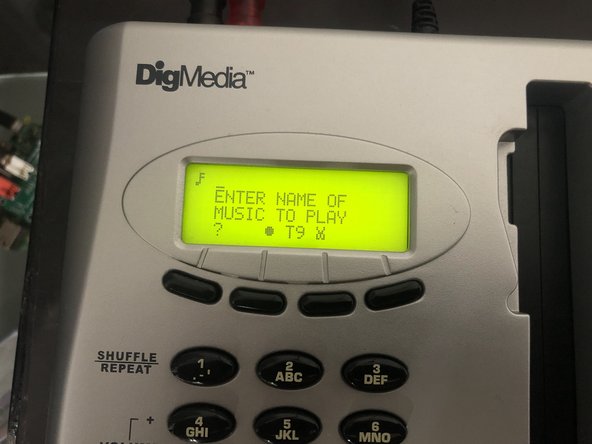 DigMedia™
ENTER NAME OF
MUSIC TO PLAY
? T9
SHUFFLE
REPEAT
1
2
ABC
3
DEF
+
4
GHI
5
JKL
6
MNO